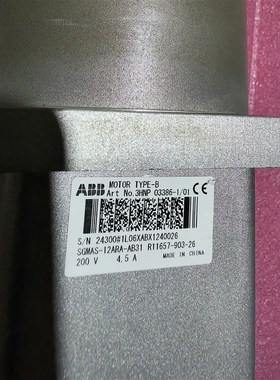 ABB MOTOR TYPE-B
Art No.3HNP 03386-1/01
CE
S/N 24300#1L06XABX1240026
SGMAS-12ARA-AB31 R11657-903-26
200 V 4.5 A MADE IN CHINA